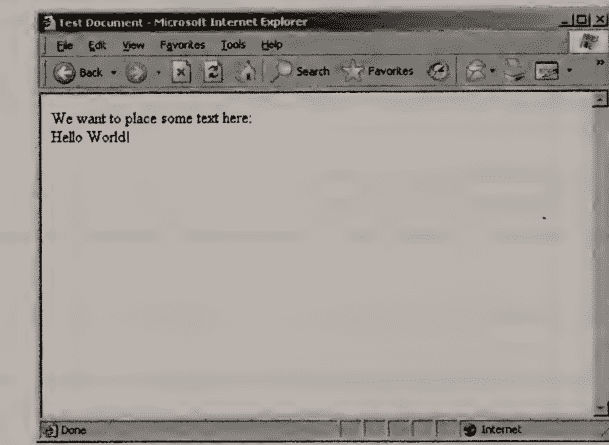 Test Document - Microsoft Internet Explorer
File Edit View Favorites Tools Help
Back Search Favorites »
We want to place some text here:
Hello World!
Done Internet